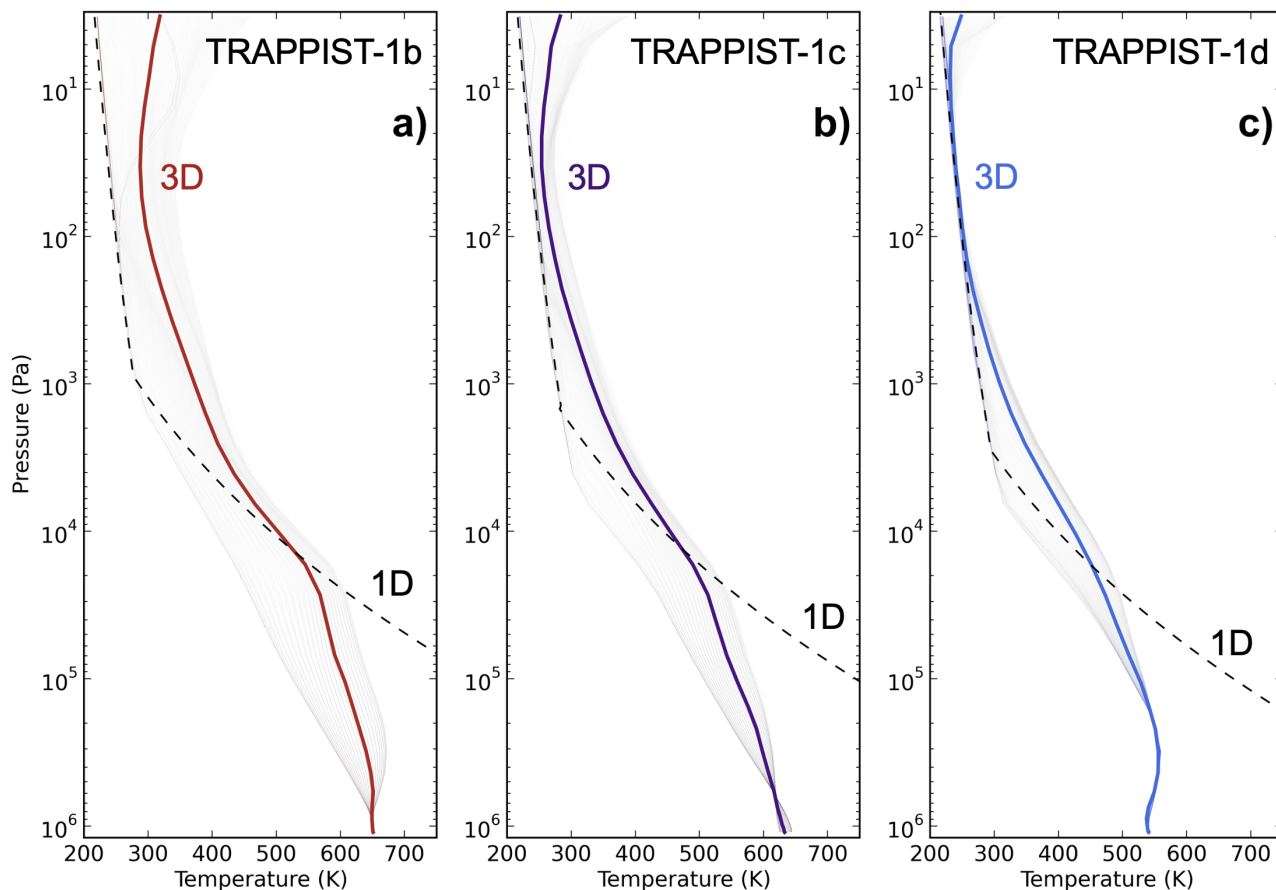 TRAPPIST-1b
TRAPPIST-1c
TRAPPIST-1d
a)
b)
c)
3D
3D
3D
1D
1D
1D
Pressure (Pa)
10¹
10²
10³
10⁴
10⁵
10⁶
10¹
10²
10³
10⁴
10⁵
10⁶
10¹
10²
10³
10⁴
10⁵
10⁶
200 300 400 500 600 700
200 300 400 500 600 700
200 300 400 500 600 700
Temperature (K)
Temperature (K)
Temperature (K)